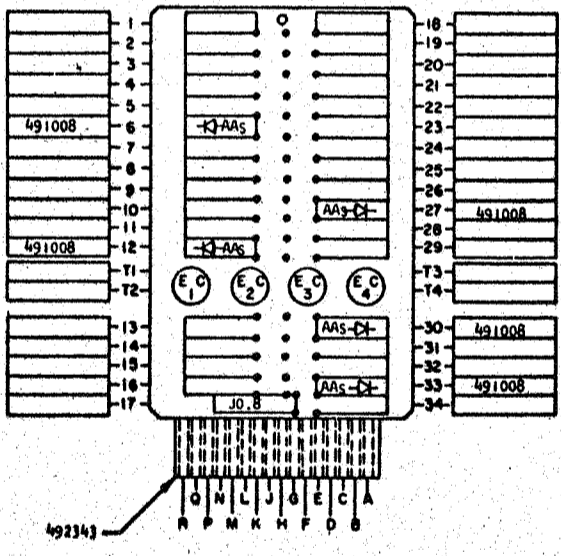 1 18
2 19
3 20
4 21
5 22
491008 6 AAS 23
7 24
8 25
9 26
10 AAS 27 491008
11 28
491008 12 AAS 29
T1 E 1 C E 2 C E 3 C E 4 C T3
T2 T4
13 AAS 30 491008
14 31
15 32
16 AAS 33 491008
17 J0.8 34
Q N L J G E C A
R P M K H F D B
492343